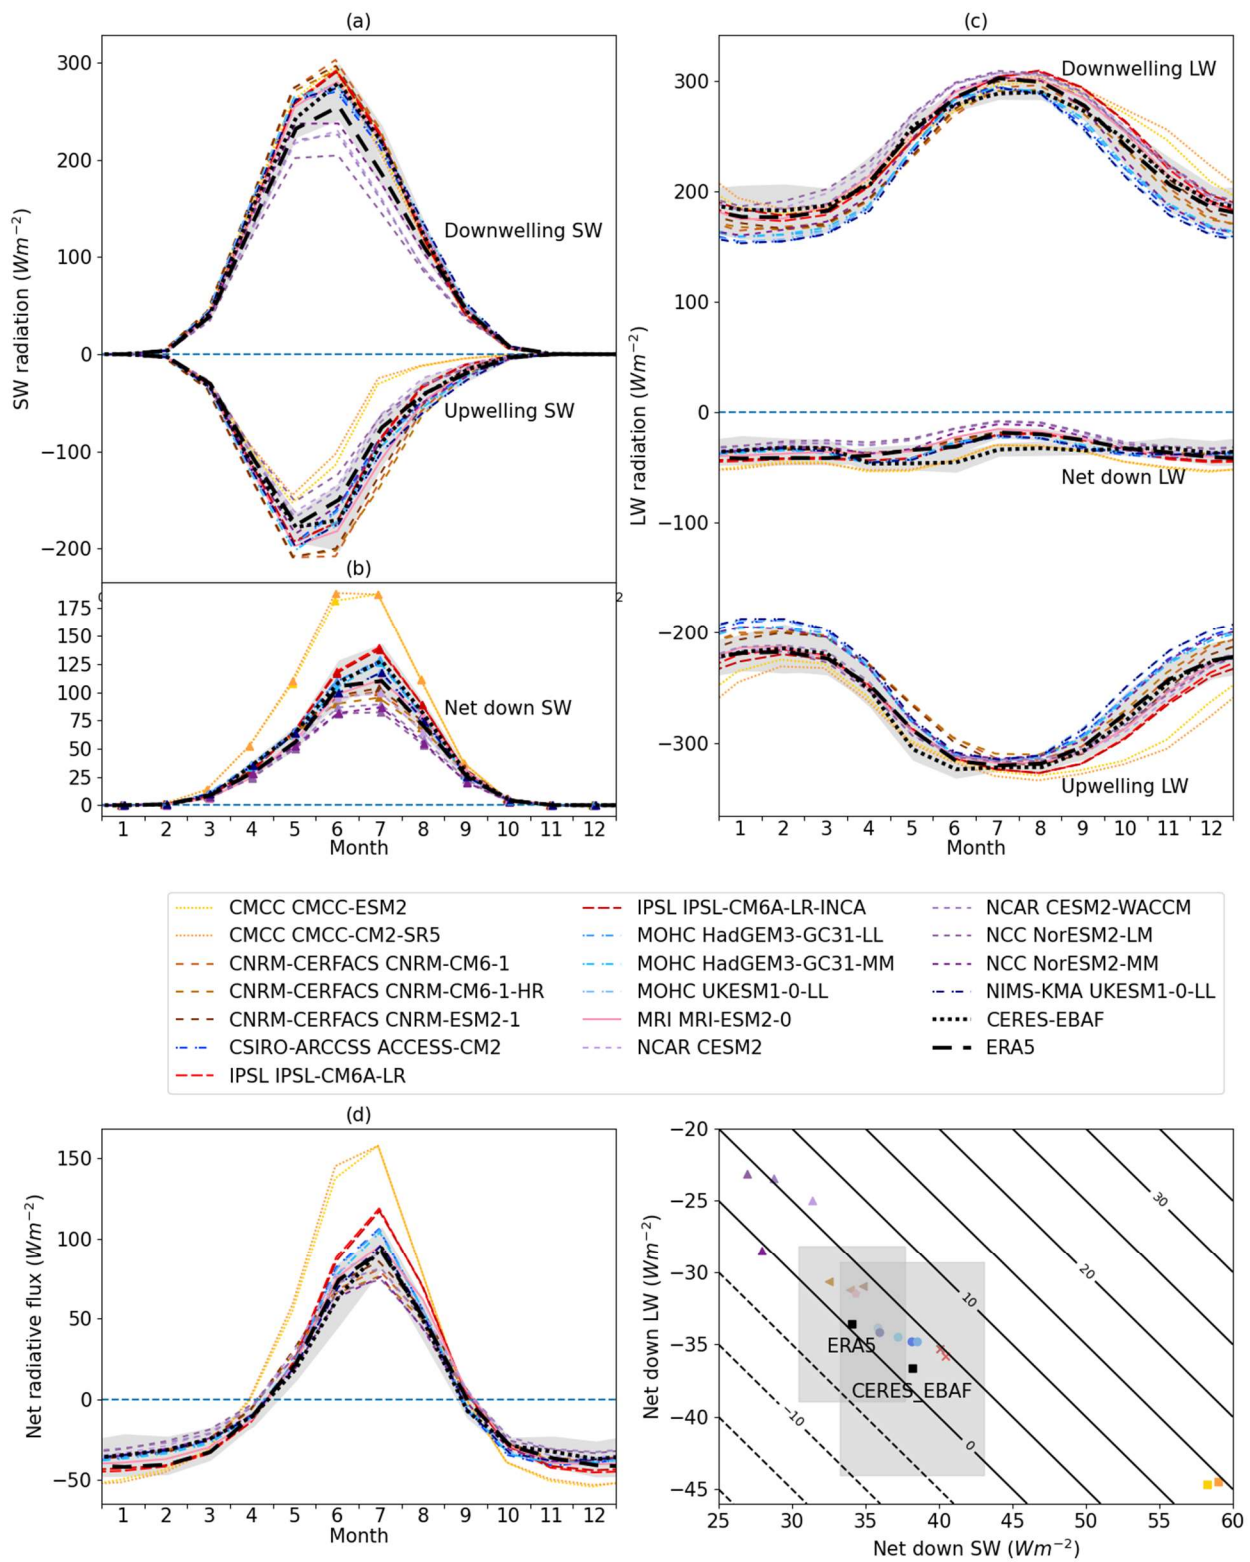 (a)
300
200
100
0
−100
−200
SW radiation (Wm−2)
Downwelling SW
Upwelling SW
(b)
175
150
125
100
75
50
25
0
Net down SW
1 2 3 4 5 6 7 8 9 10 11 12
Month
(c)
300
200
100
0
−100
−200
−300
LW radiation (Wm−2)
Downwelling LW
Net down LW
Upwelling LW
1 2 3 4 5 6 7 8 9 10 11 12
Month
CMCC CMCC-ESM2
CMCC CMCC-CM2-SR5
CNRM-CERFACS CNRM-CM6-1
CNRM-CERFACS CNRM-CM6-1-HR
CNRM-CERFACS CNRM-ESM2-1
CSIRO-ARCCSS ACCESS-CM2
IPSL IPSL-CM6A-LR
IPSL IPSL-CM6A-LR-INCA
MOHC HadGEM3-GC31-LL
MOHC HadGEM3-GC31-MM
MOHC UKESM1-0-LL
MRI MRI-ESM2-0
NCAR CESM2
NCAR CESM2-WACCM
NCC NorESM2-LM
NCC NorESM2-MM
NIMS-KMA UKESM1-0-LL
CERES-EBAF
ERA5
(d)
150
100
50
0
−50
Net radiative flux (Wm−2)
1 2 3 4 5 6 7 8 9 10 11 12
Month
−20
−25
−30
−35
−40
−45
Net down LW (Wm−2)
30
20
10
0
−10
ERA5
CERES_EBAF
25 30 35 40 45 50 55 60
Net down SW (Wm−2)